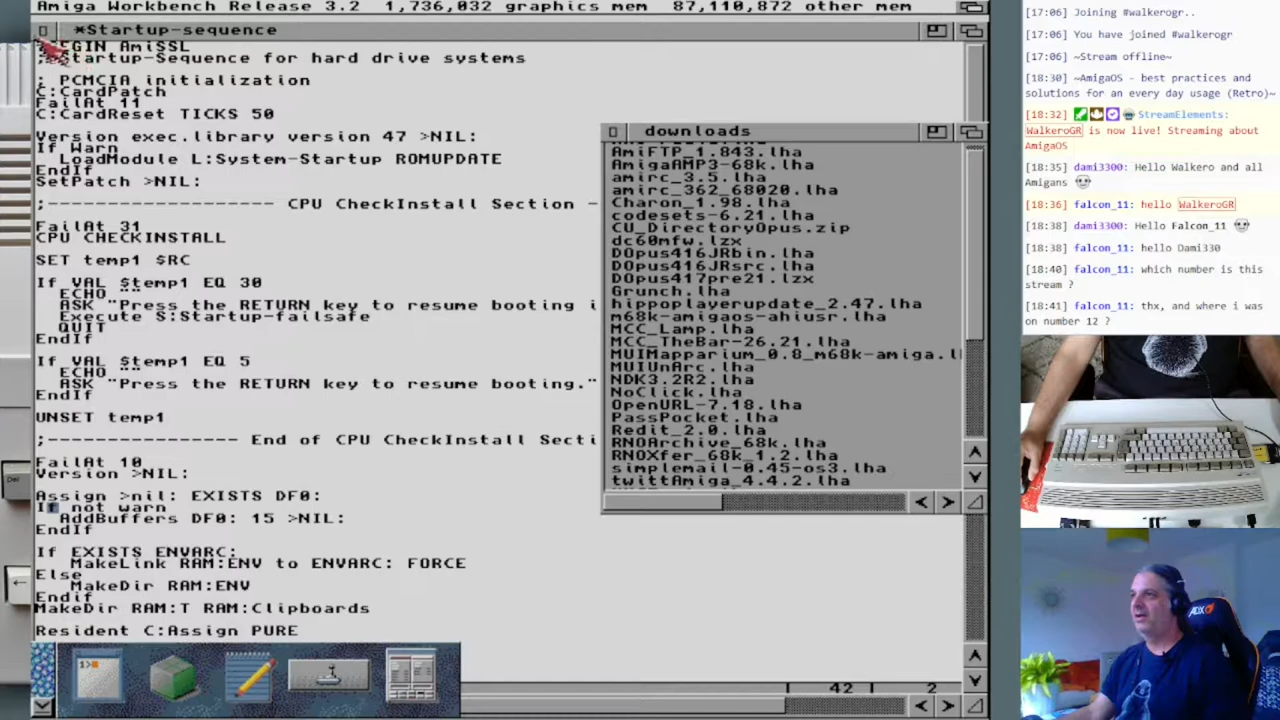 Amiga Workbench Release 3.2 1,736,032 graphics mem 87,110,872 other mem
*Startup-sequence
BEGIN AmiSSL
Startup-Sequence for hard drive systems
; PCMCIA initialization
C:CardPatch
FailAt 11
C:CardReset TICKS 50
Version exec.library version 47 >NIL:
If Warn
LoadModule L:System-Startup ROMUPDATE
EndIf
SetPatch >NIL:
;------------------- CPU CheckInstall Section -
FailAt 31
CPU CHECKINSTALL
SET temp1 $RC
If VAL $temp1 EQ 30
ECHO ""
ASK "Press the RETURN key to resume booting i
Execute S:Startup-failsafe
QUIT
EndIf
If VAL $temp1 EQ 5
ECHO ""
ASK "Press the RETURN key to resume booting."
EndIf
UNSET temp1
;---------------- End of CPU CheckInstall Secti
FailAt 10
Version >NIL:
Assign >nil: EXISTS DF0:
If not warn
AddBuffers DF0: 15 >NIL:
EndIf
If EXISTS ENVARC:
MakeLink RAM:ENV to ENVARC: FORCE
Else
MakeDir RAM:ENV
Endif
MakeDir RAM:T RAM:Clipboards
Resident C:Assign PURE
42 2
downloads
AmiFTP_1.843.lha
AmigaAMP3-68k.lha
amirc_3.5.lha
amirc_362_68020.lha
Charon_1.98.lha
codesets-6.21.lha
CU_DirectoryOpus.zip
dc60mfw.lzx
DOpus416JRbin.lha
DOpus416JRsrc.lha
DOpus417pre21.lzx
Grunch.lha
hippoplayerupdate_2.47.lha
m68k-amigaos-ahiusr.lha
MCC_Lamp.lha
MCC_TheBar-26.21.lha
MUIMapparium_0.8_m68k-amiga.l
MUIUnArc.lha
NDK3.2R2.lha
NoClick.lha
OpenURL-7.18.lha
PassPocket.lha
Redit_2.0.lha
RNOArchive_68k.lha
RNOXfer_68k_1.2.lha
simplemail-0.45-os3.lha
twittAmiga_4.4.2.lha
[17:06] Joining #walkerogr..
[17:06] You have joined #walkerogr
[17:06] ~Stream offline~
[18:30] ~AmigaOS - best practices and
solutions for an every day usage (Retro)~
[18:32] StreamElements:
WalkeroGR is now live! Streaming about
AmigaOS
[18:35] dami3300: Hello Walkero and all
Amigans
[18:36] falcon_11: hello WalkeroGR
[18:38] dami3300: Hello Falcon_11
[18:38] falcon_11: hello Dami330
[18:40] falcon_11: which number is this
stream ?
[18:41] falcon_11: thx, and where i was
on number 12 ?
Del
1>
ADX